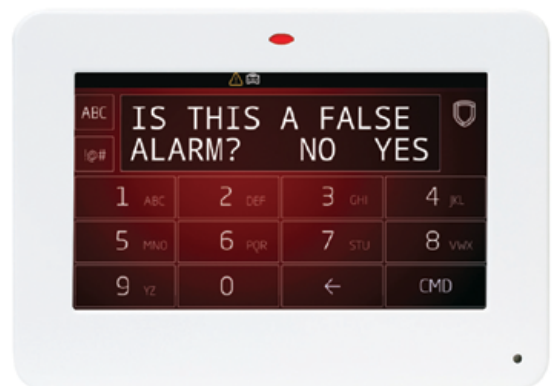 ABC
IS THIS A FALSE
!@#
ALARM? NO YES
1 ABC 2 DEF 3 GHI 4 JKL
5 MNO 6 PQR 7 STU 8 VWX
9 YZ 0 ← CMD